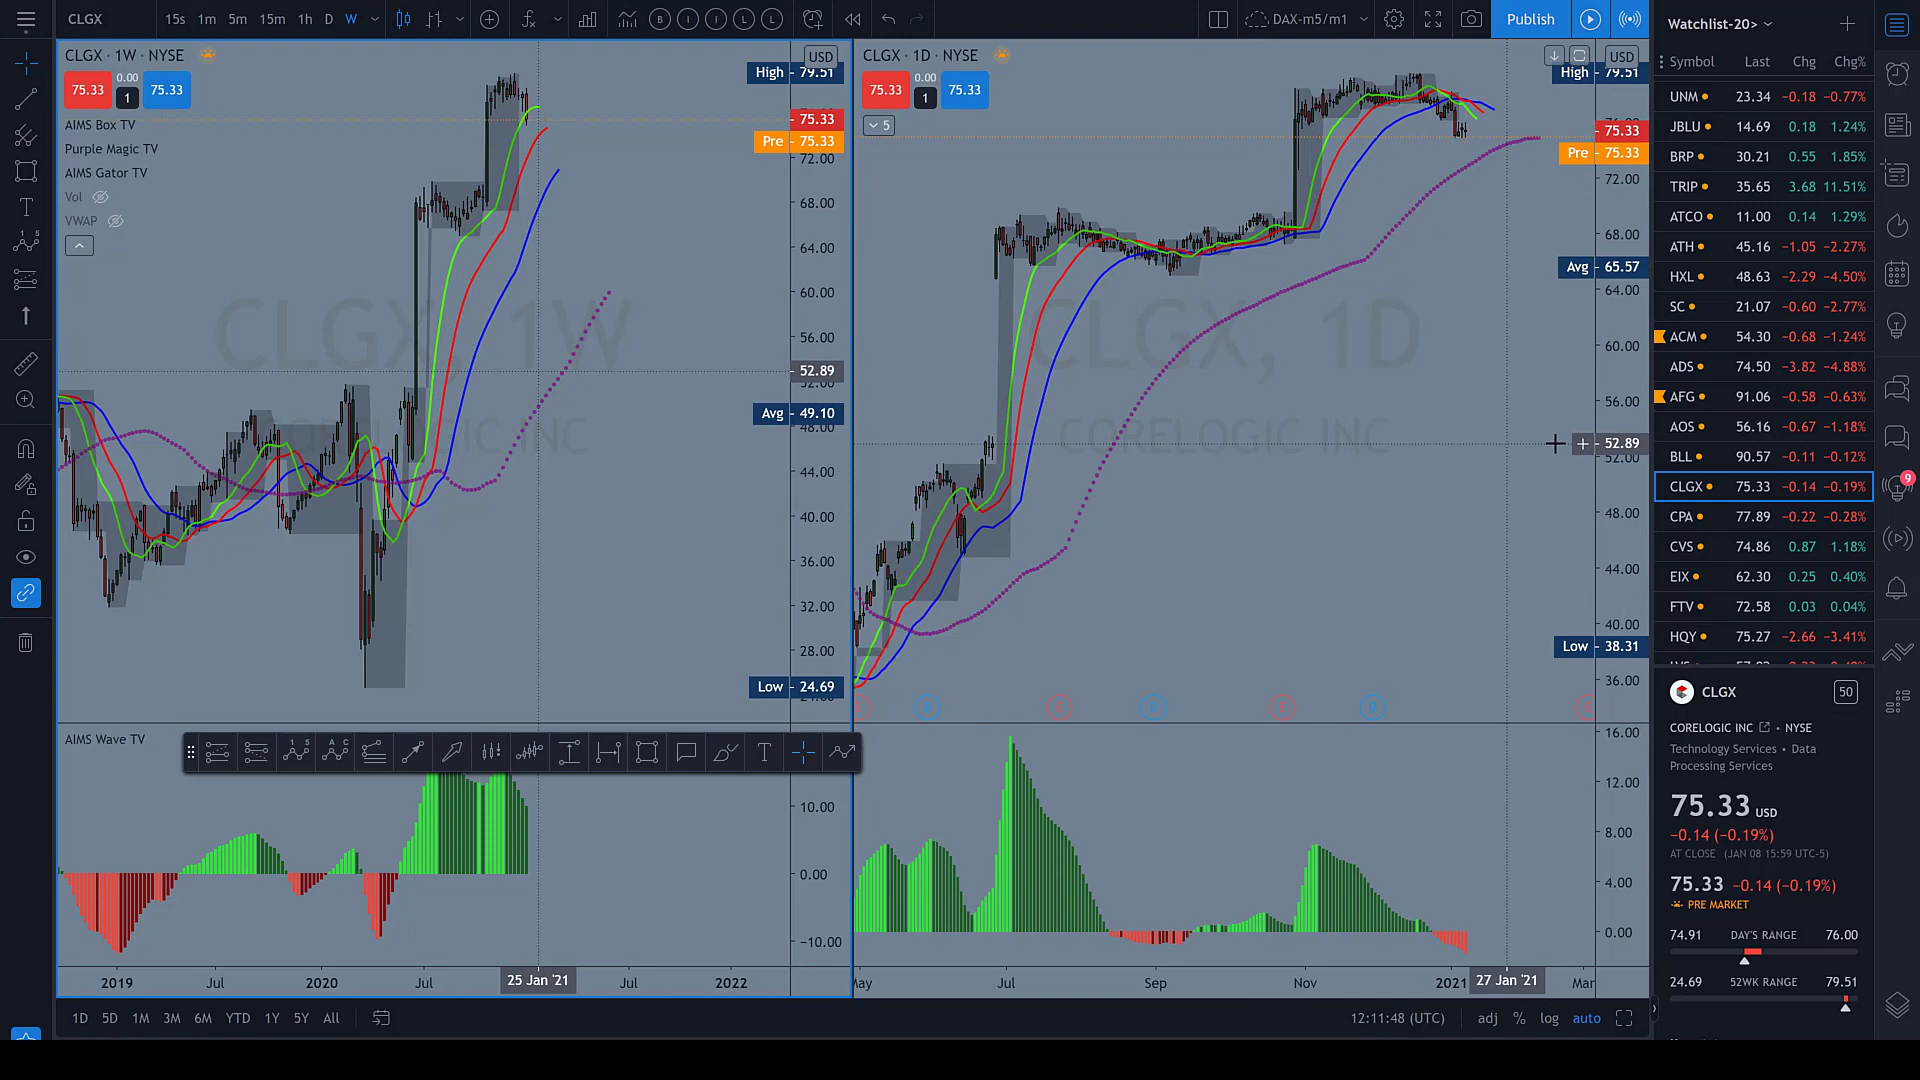 CLGX 15s 1m 5m 15m 1h D W DAX-m5/m1 Publish
B I I L L
CLGX · 1W · NYSE
USD
75.33 0.00 1 75.33
AIMS Box TV
Purple Magic TV
AIMS Gator TV
Vol
VWAP
High 79.51
75.33
Pre 75.33
72.00
68.00
64.00
60.00
56.00
52.89
52.00
Avg 49.10
48.00
44.00
40.00
36.00
32.00
28.00
Low 24.69
CLGX, 1W
CORELOGIC INC
AIMS Wave TV
10.00
0.00
−10.00
2019 Jul 2020 Jul 25 Jan '21 Jul 2022
CLGX · 1D · NYSE
USD
75.33 0.00 1 75.33
5
High 79.51
75.33
Pre 75.33
72.00
68.00
Avg 65.57
64.00
60.00
56.00
52.89
52.00
48.00
44.00
40.00
Low 38.31
36.00
CLGX, 1D
CORELOGIC INC
E D E D E D E
16.00
12.00
8.00
4.00
0.00
May Jul Sep Nov 2021 27 Jan '21 Mar
1D 5D 1M 3M 6M YTD 1Y 5Y All
12:11:48 (UTC) adj % log auto
Watchlist-20>
Symbol Last Chg Chg%
UNM 23.34 −0.18 −0.77%
JBLU 14.69 0.18 1.24%
BRP 30.21 0.55 1.85%
TRIP 35.65 3.68 11.51%
ATCO 11.00 0.14 1.29%
ATH 45.16 −1.05 −2.27%
HXL 48.63 −2.29 −4.50%
SC 21.07 −0.60 −2.77%
ACM 54.30 −0.68 −1.24%
ADS 74.50 −3.82 −4.88%
AFG 91.06 −0.58 −0.63%
AOS 56.16 −0.67 −1.18%
BLL 90.57 −0.11 −0.12%
CLGX 75.33 −0.14 −0.19%
CPA 77.89 −0.22 −0.28%
CVS 74.86 0.87 1.18%
EIX 62.30 0.25 0.40%
FTV 72.58 0.03 0.04%
HQY 75.27 −2.66 −3.41%
9
CLGX 50
CORELOGIC INC • NYSE
Technology Services • Data
Processing Services
75.33 USD
−0.14 (−0.19%)
AT CLOSE (JAN 08 15:59 UTC-5)
75.33 −0.14 (−0.19%)
PRE MARKET
74.91 DAY'S RANGE 76.00
24.69 52WK RANGE 79.51